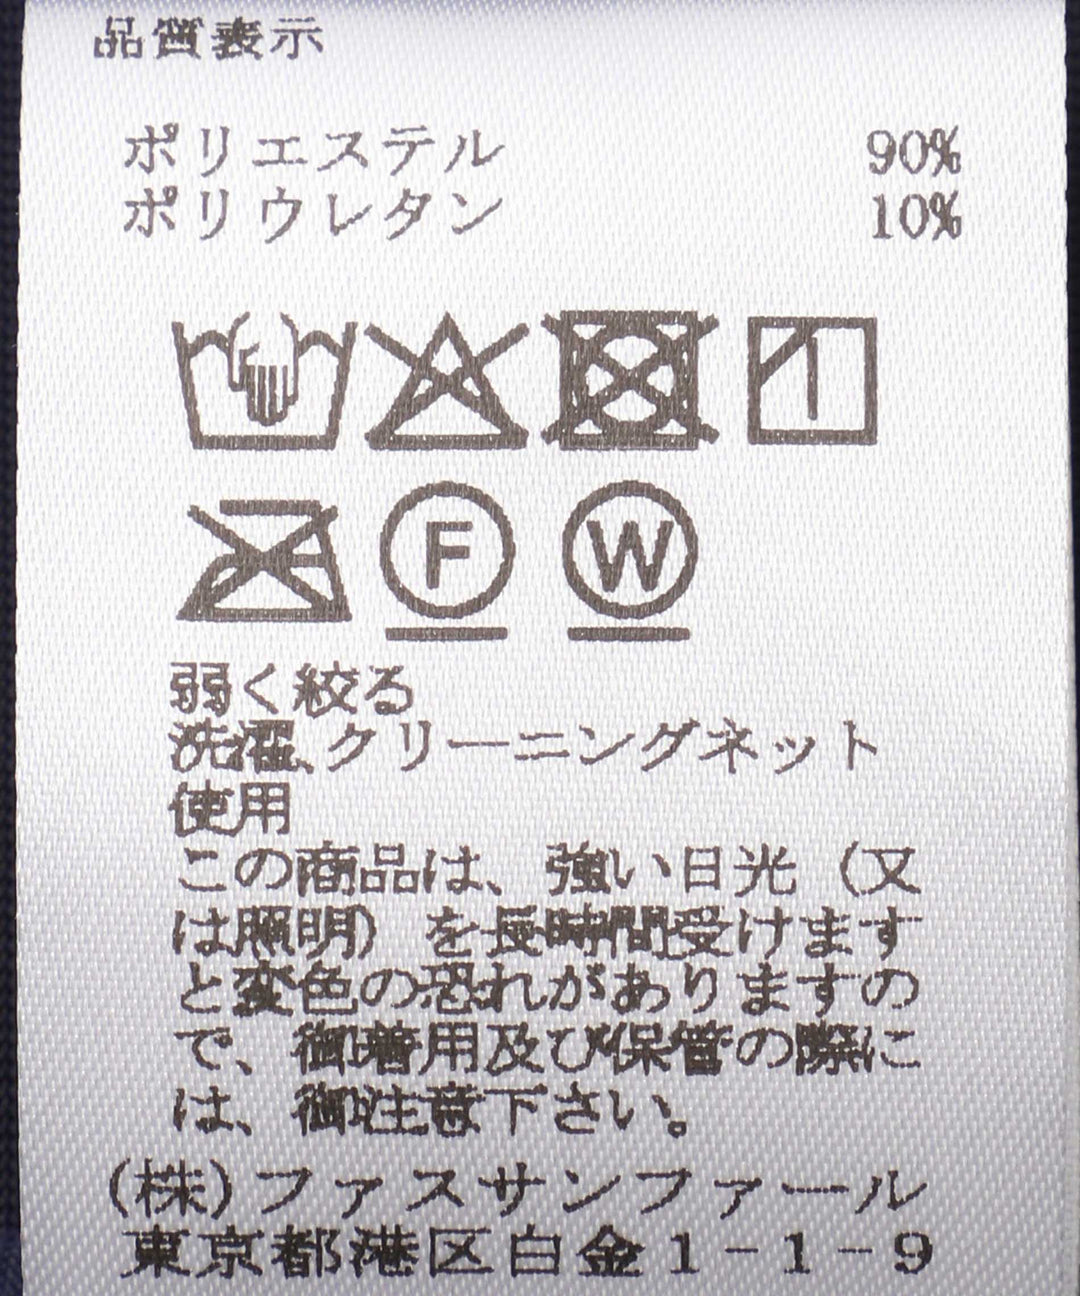 品質表示
ポリエステル 90%
ポリウレタン 10%
F W
弱く絞る
洗濯、クリーニングネット
使用
この商品は、強い日光（又
は照明）を長時間受けます
と変色の恐れがありますの
で、御着用及び保管の際に
は、御注意下さい。
(株)ファスサンファール
東京都港区白金1-1-9